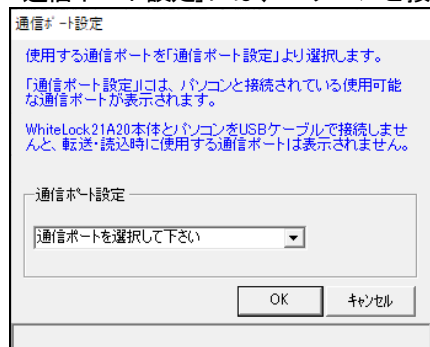 通信ﾎﾟｰﾄ設定
使用する通信ポートを「通信ポート設定」より選択します。
「通信ポート設定」には、パソコンと接続されている使用可能
な通信ポートが表示されます。
WhiteLock21A20本体とパソコンをUSBケーブルで接続しませ
んと、転送・読込時に使用する通信ポートは表示されません。
通信ﾎﾟｰﾄ設定
通信ポートを選択して下さい
OK
ｷｬﾝｾﾙ